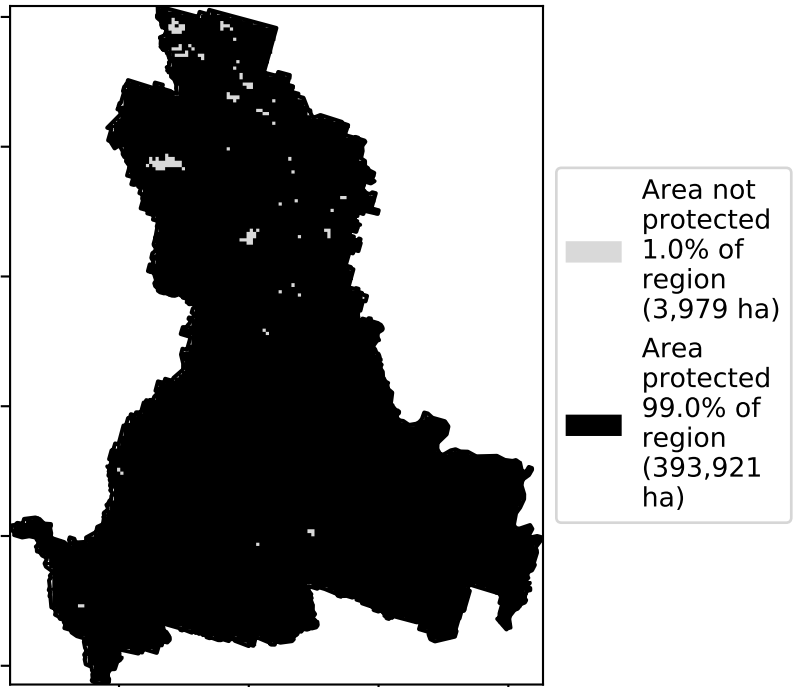 Area not
protected
1.0% of
region
(3,979 ha)
Area
protected
99.0% of
region
(393,921
ha)